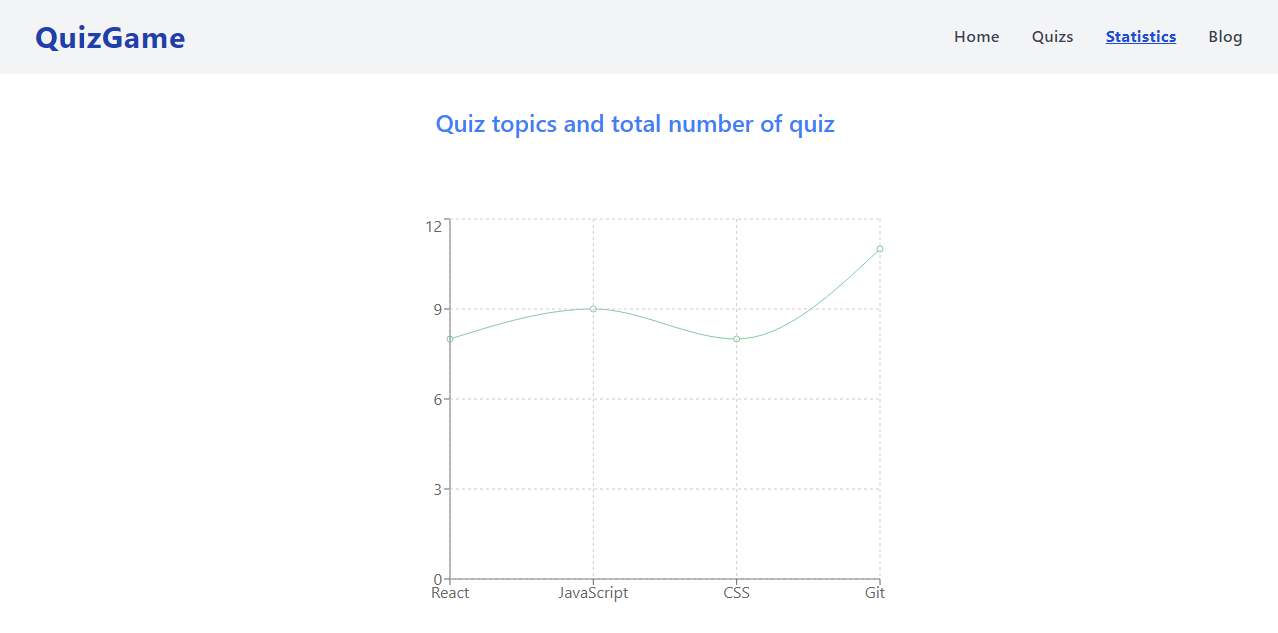 QuizGame
Home Quizs Statistics Blog
Quiz topics and total number of quiz
12
9
6
3
0
React JavaScript CSS Git